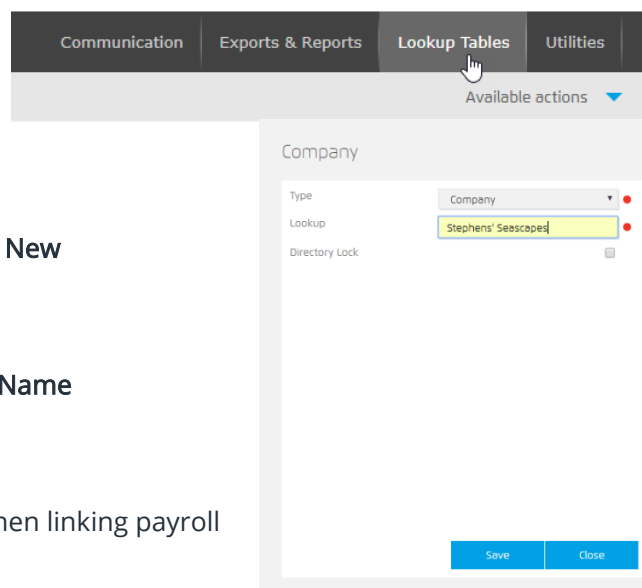 Communication Exports & Reports Lookup Tables Utilities
Available actions
Company
Type Company
Lookup Stephens' Seascapes
Directory Lock
New
Name
linking payroll
Save Close